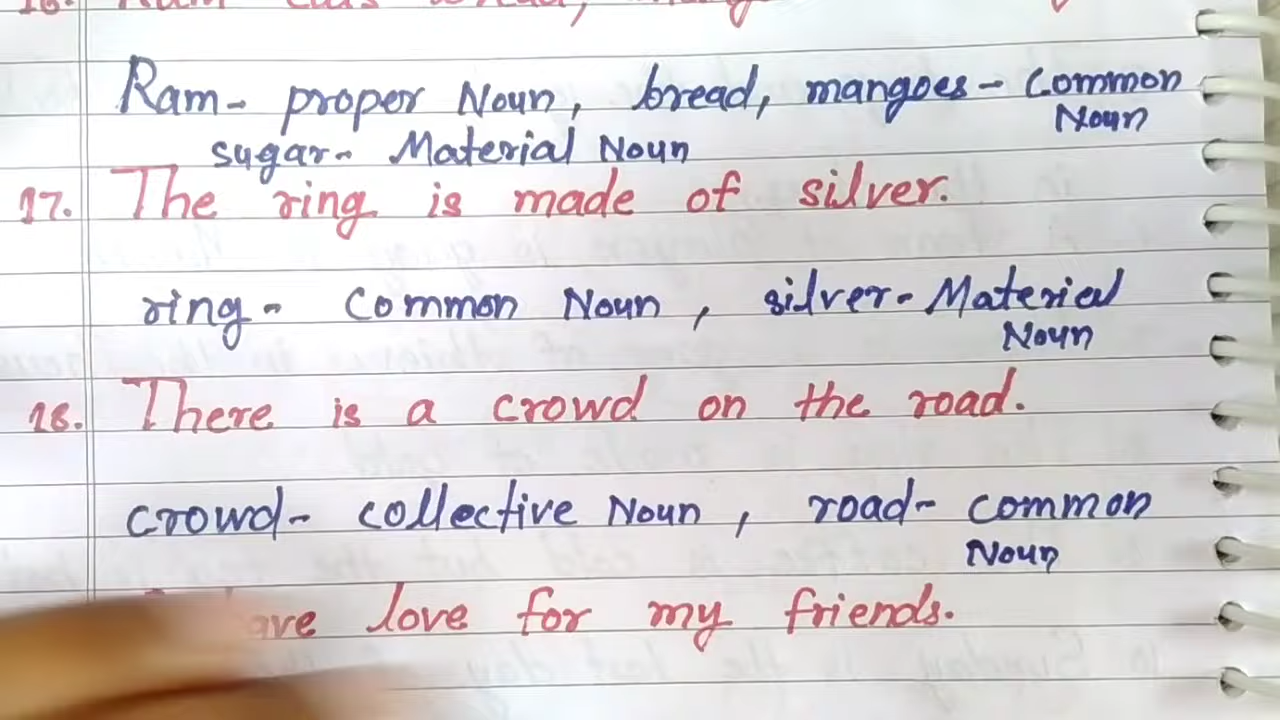 Ram- proper Noun, bread, mangoes- Common
Noun
sugar- Material Noun
17. The ring is made of silver.
ring- Common Noun, silver- Material
Noun
18. There is a crowd on the road.
crowd- collective Noun, road- common
Noun
love for my friends.